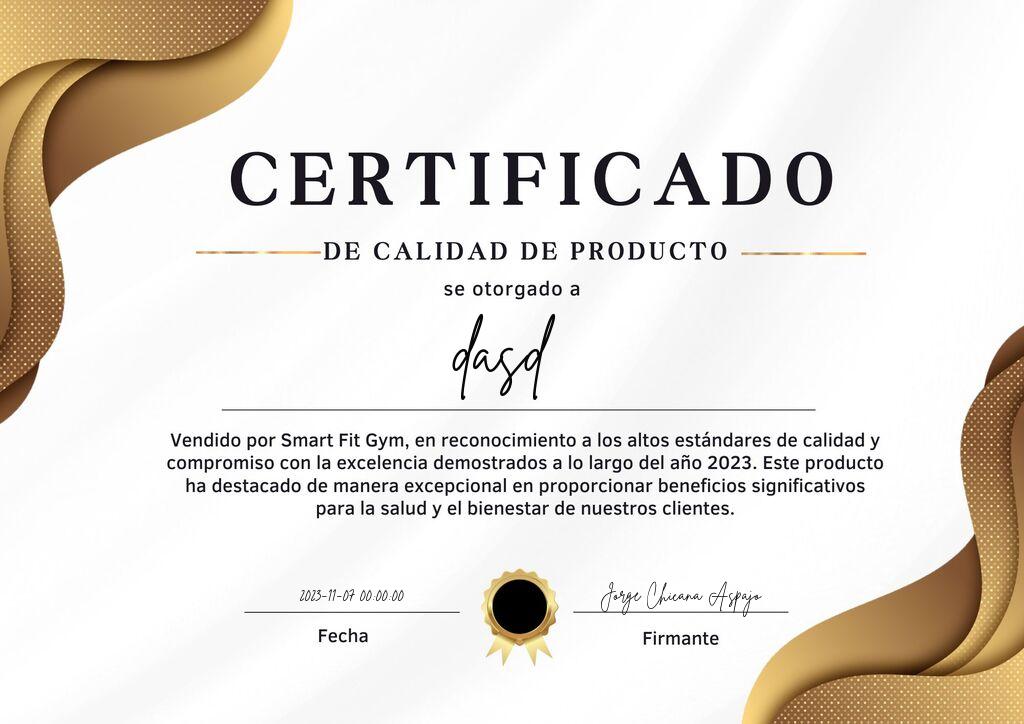 CERTIFICADO
DE CALIDAD DE PRODUCTO
se otorgado a
dasd
Vendido por Smart Fit Gym, en reconocimiento a los altos estándares de calidad y
compromiso con la excelencia demostrados a lo largo del año 2023. Este producto
ha destacado de manera excepcional en proporcionar beneficios significativos
para la salud y el bienestar de nuestros clientes.
2023-11-07 00:00:00
Jorge Chicana Aspajo
Fecha
Firmante